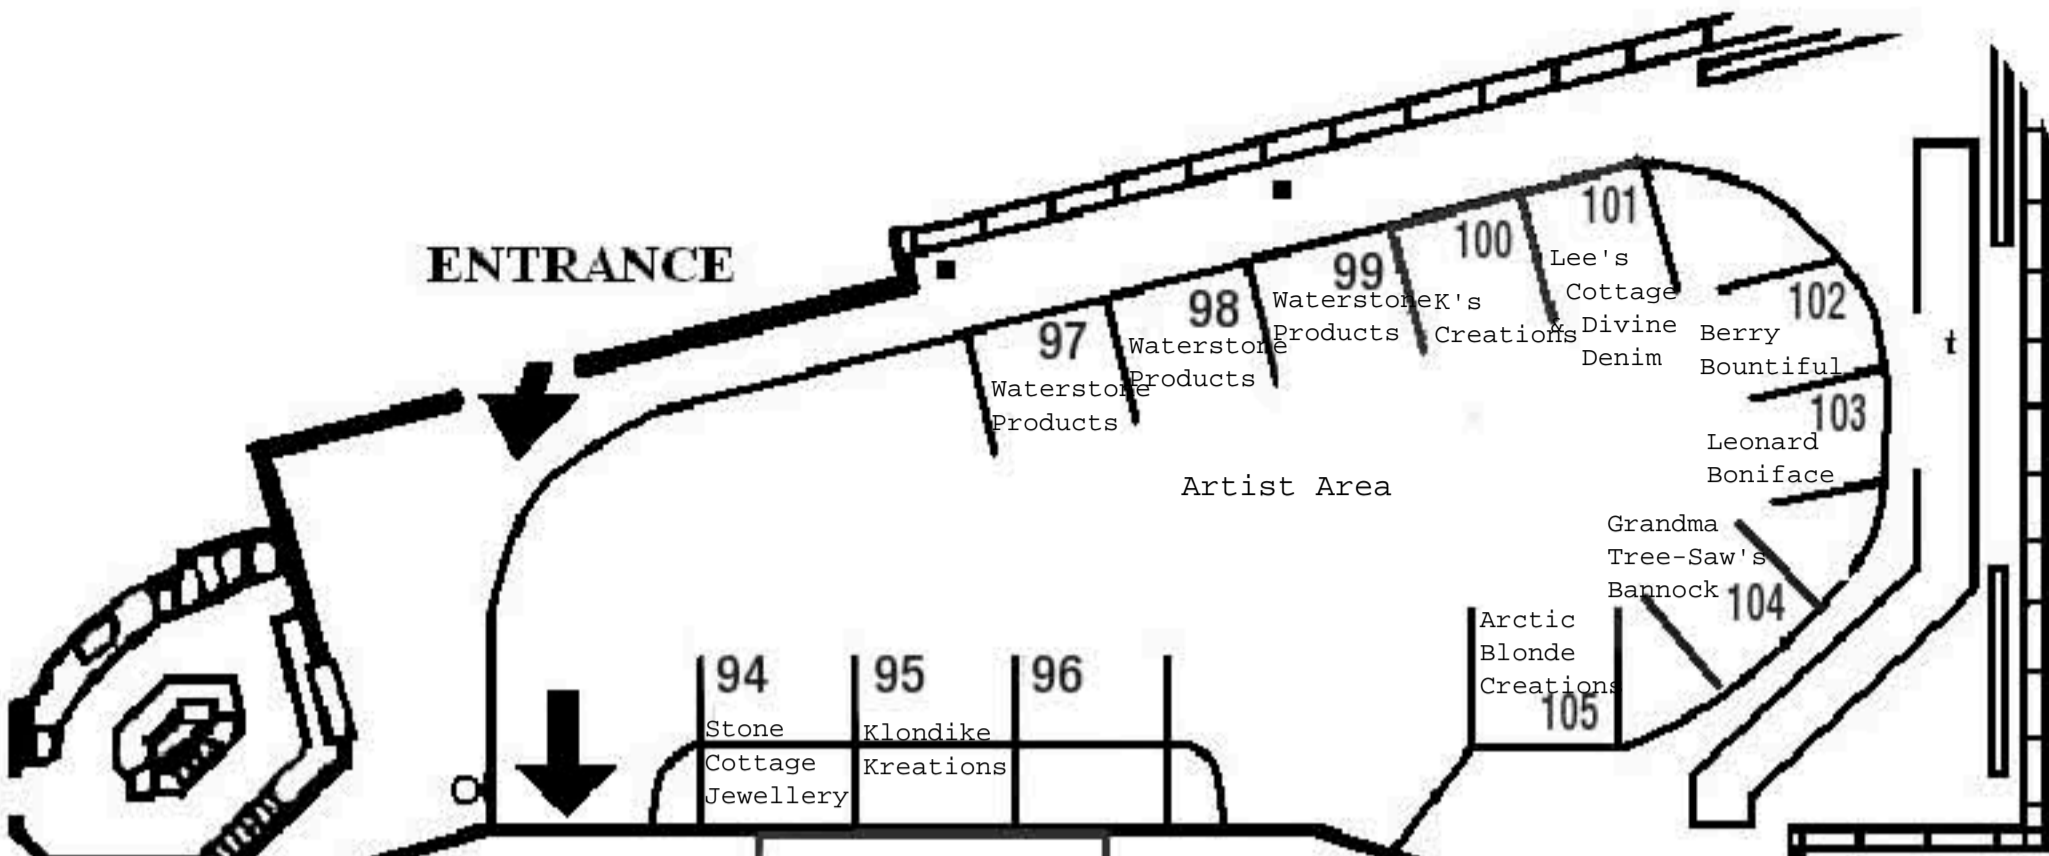 ENTRANCE
97
Waterstone
Products
98
Waterstone
Products
99
Waterstone
Products
100
K's
Creations
101
Lee's
Cottage
& Divine
Denim
102
Berry
Bountiful
t
103
Leonard
Boniface
Artist Area
Grandma
Tree-Saw's
Bannock
104
Arctic
Blonde
Creations
105
94
Stone
Cottage
Jewellery
95
Klondike
Kreations
96